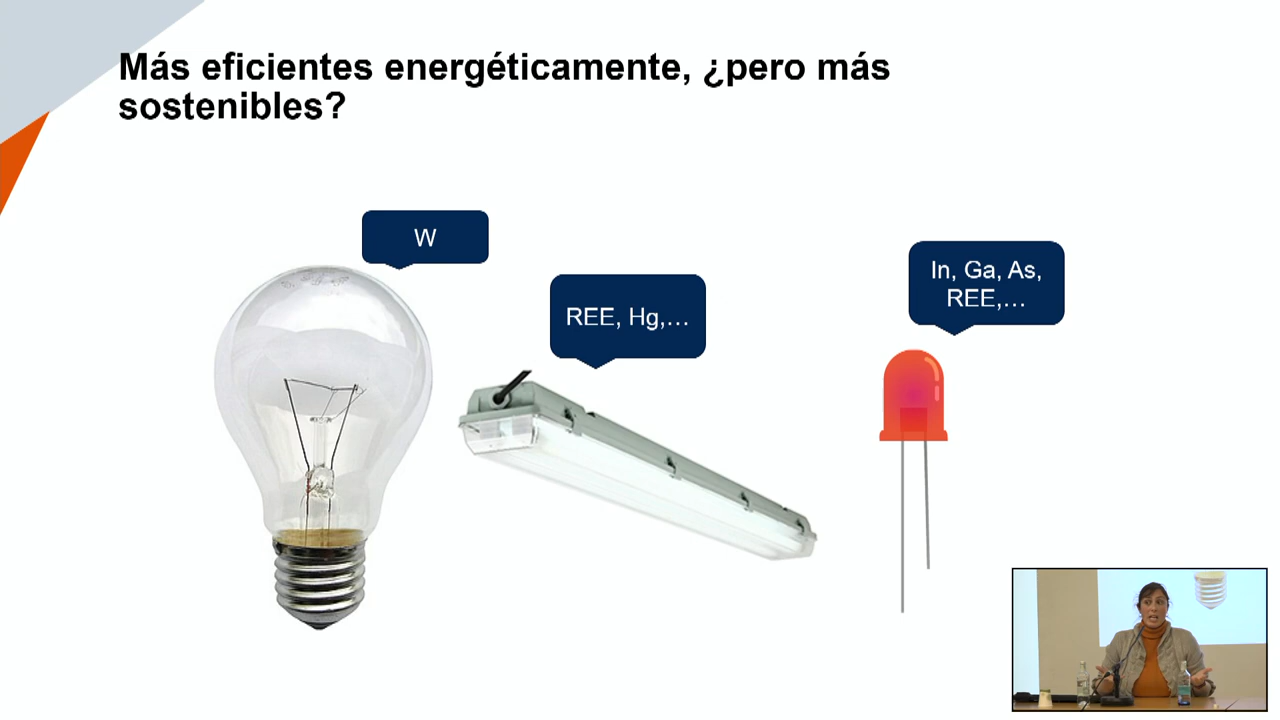 Más eficientes energéticamente, ¿pero más
sostenibles?
W
REE, Hg,...
In, Ga, As,
REE,...